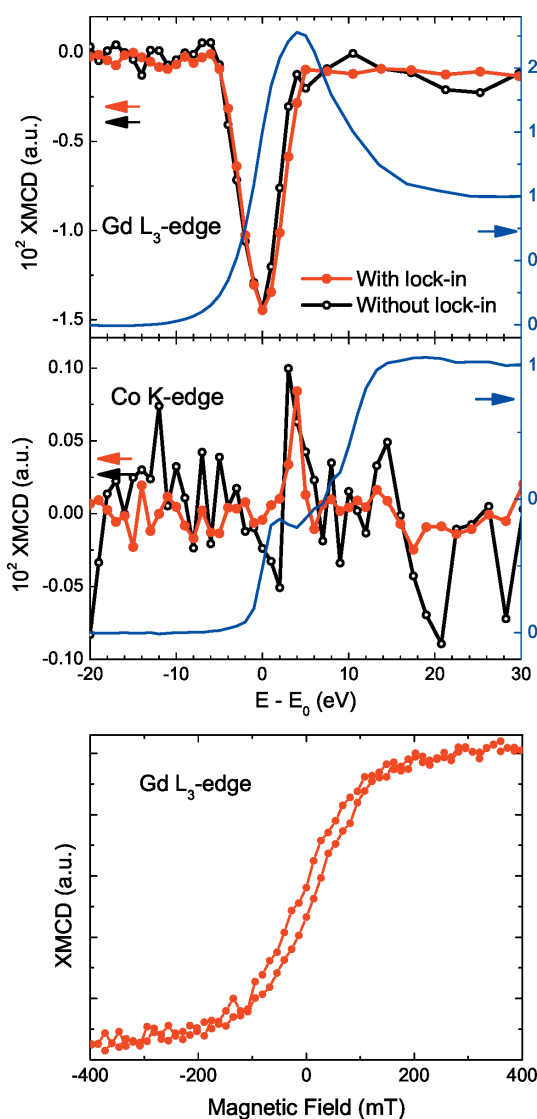 0.0
-0.5
-1.0
-1.5
10² XMCD (a.u.)
Gd L₃-edge
With lock-in
Without lock-in
2
1
1
0
0
0.10
0.05
0.00
-0.05
0.10
10² XMCD (a.u.)
Co K-edge
1
0
0
-20 -10 0 10 20 30
E - E₀ (eV)
Gd L₃-edge
XMCD (a.u.)
-400 -200 0 200 400
Magnetic Field (mT)